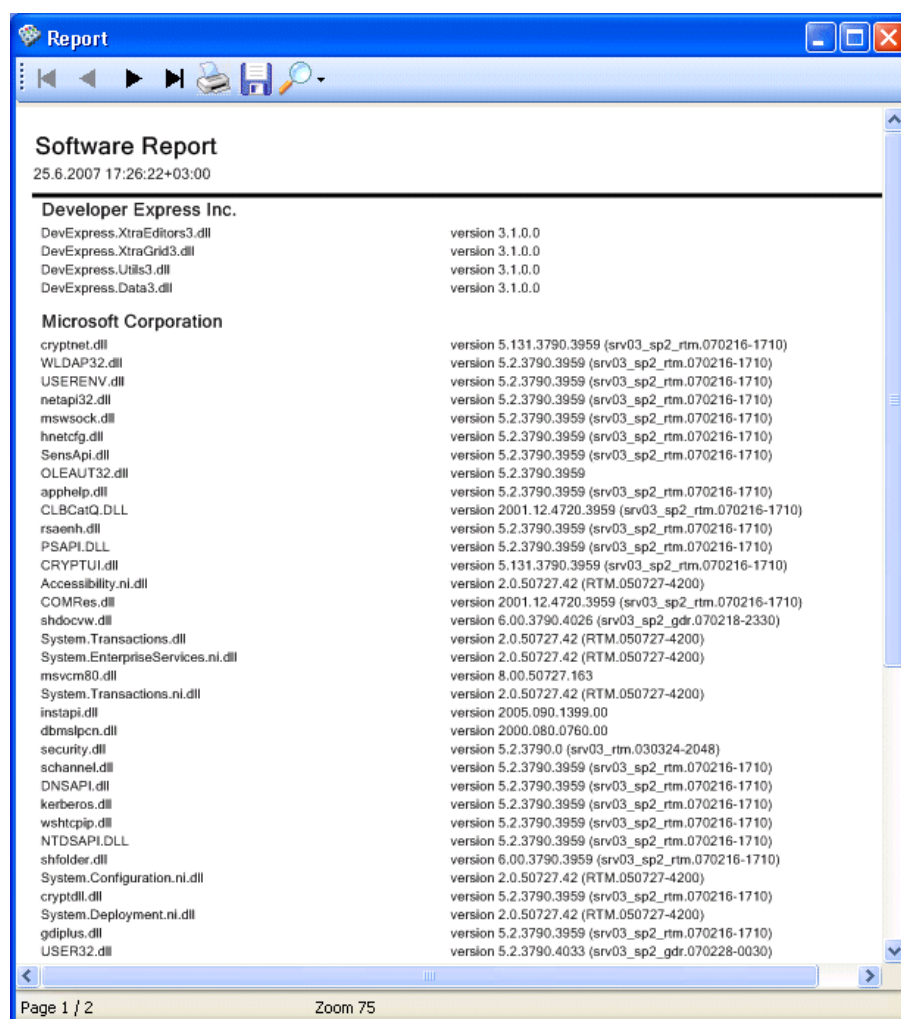 Report
Software Report
25.6.2007 17:26:22+03:00
Developer Express Inc.
DevExpress.XtraEditors3.dll version 3.1.0.0
DevExpress.XtraGrid3.dll version 3.1.0.0
DevExpress.Utils3.dll version 3.1.0.0
DevExpress.Data3.dll version 3.1.0.0
Microsoft Corporation
cryptnet.dll version 5.131.3790.3959 (srv03_sp2_rtm.070216-1710)
WLDAP32.dll version 5.2.3790.3959 (srv03_sp2_rtm.070216-1710)
USERENV.dll version 5.2.3790.3959 (srv03_sp2_rtm.070216-1710)
netapi32.dll version 5.2.3790.3959 (srv03_sp2_rtm.070216-1710)
mswsock.dll version 5.2.3790.3959 (srv03_sp2_rtm.070216-1710)
hnetcfg.dll version 5.2.3790.3959 (srv03_sp2_rtm.070216-1710)
SensApi.dll version 5.2.3790.3959 (srv03_sp2_rtm.070216-1710)
OLEAUT32.dll version 5.2.3790.3959
apphelp.dll version 5.2.3790.3959 (srv03_sp2_rtm.070216-1710)
CLBCatQ.DLL version 2001.12.4720.3959 (srv03_sp2_rtm.070216-1710)
rsaenh.dll version 5.2.3790.3959 (srv03_sp2_rtm.070216-1710)
PSAPI.DLL version 5.2.3790.3959 (srv03_sp2_rtm.070216-1710)
CRYPTUI.dll version 5.131.3790.3959 (srv03_sp2_rtm.070216-1710)
Accessibility.ni.dll version 2.0.50727.42 (RTM.050727-4200)
COMRes.dll version 2001.12.4720.3959 (srv03_sp2_rtm.070216-1710)
shdocvw.dll version 6.00.3790.4026 (srv03_sp2_gdr.070218-2330)
System.Transactions.dll version 2.0.50727.42 (RTM.050727-4200)
System.EnterpriseServices.ni.dll version 2.0.50727.42 (RTM.050727-4200)
msvcm80.dll version 8.00.50727.163
System.Transactions.ni.dll version 2.0.50727.42 (RTM.050727-4200)
instapi.dll version 2005.090.1399.00
dbmslpcn.dll version 2000.080.0760.00
security.dll version 5.2.3790.0 (srv03_rtm.030324-2048)
schannel.dll version 5.2.3790.3959 (srv03_sp2_rtm.070216-1710)
DNSAPI.dll version 5.2.3790.3959 (srv03_sp2_rtm.070216-1710)
kerberos.dll version 5.2.3790.3959 (srv03_sp2_rtm.070216-1710)
wshtcpip.dll version 5.2.3790.3959 (srv03_sp2_rtm.070216-1710)
NTDSAPI.DLL version 5.2.3790.3959 (srv03_sp2_rtm.070216-1710)
shfolder.dll version 6.00.3790.3959 (srv03_sp2_rtm.070216-1710)
System.Configuration.ni.dll version 2.0.50727.42 (RTM.050727-4200)
cryptdll.dll version 5.2.3790.3959 (srv03_sp2_rtm.070216-1710)
System.Deployment.ni.dll version 2.0.50727.42 (RTM.050727-4200)
gdiplus.dll version 5.2.3790.3959 (srv03_sp2_rtm.070216-1710)
USER32.dll version 5.2.3790.4033 (srv03_sp2_gdr.070228-0030)
Page 1 / 2 Zoom 75